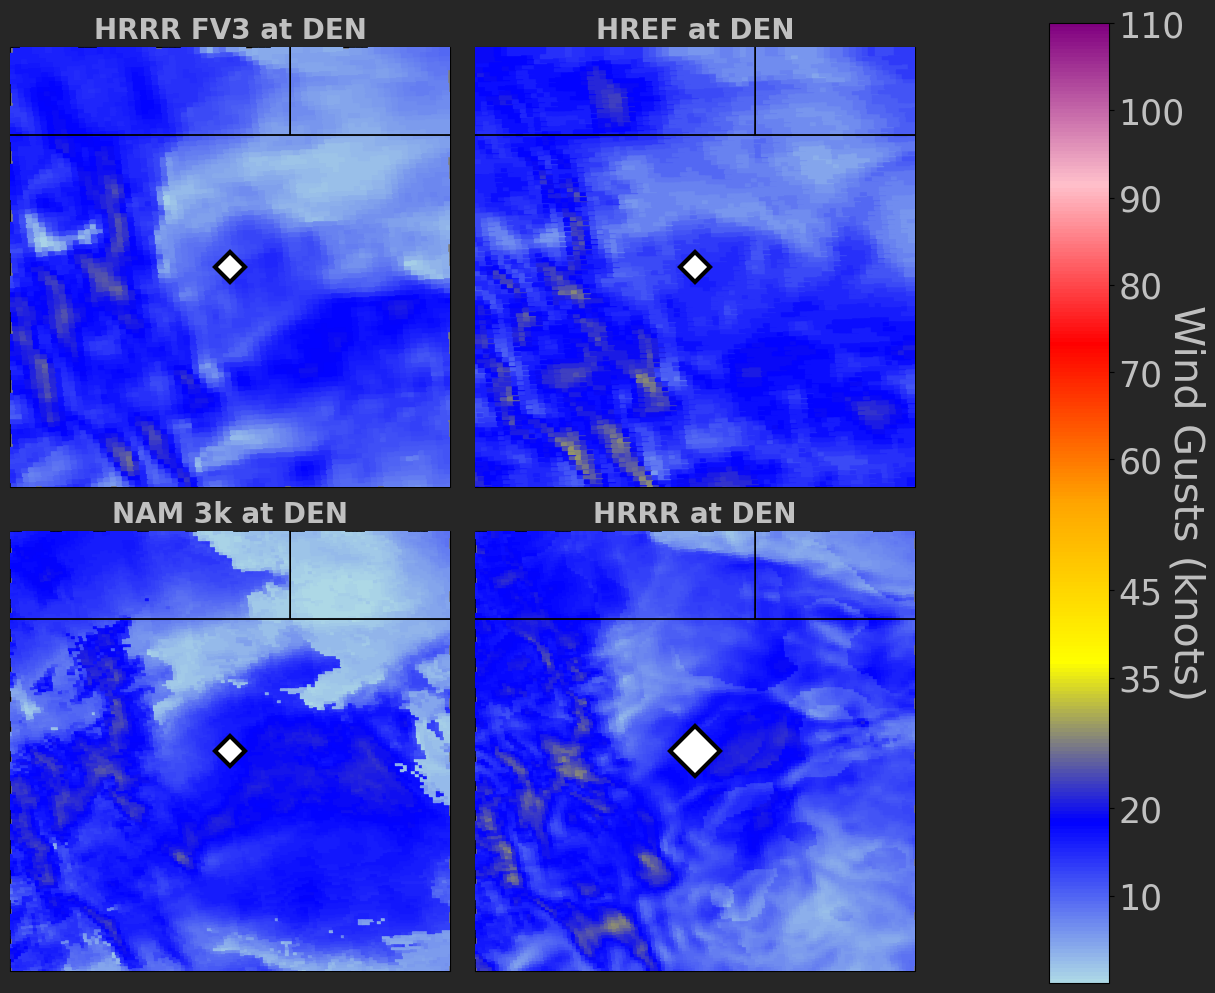 HRRR FV3 at DEN
HREF at DEN
NAM 3k at DEN
HRRR at DEN
110
100
90
80
70
60
45
35
20
10
Wind Gusts (knots)